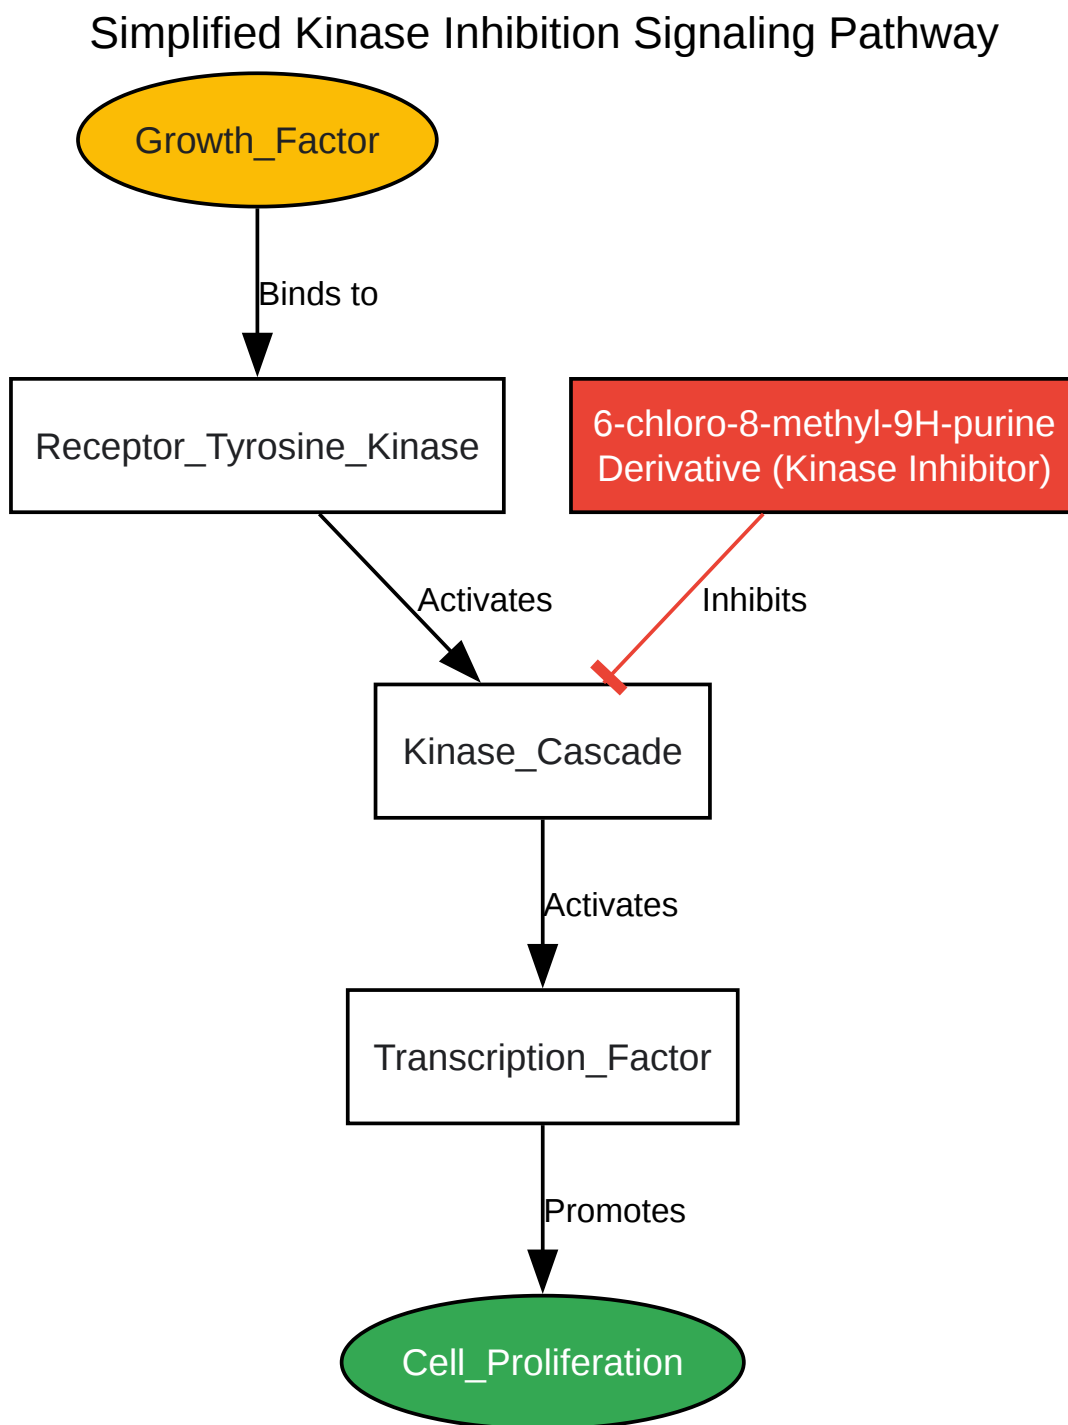 Simplified Kinase Inhibition Signaling Pathway
Growth_Factor
Binds to
Receptor_Tyrosine_Kinase
6-chloro-8-methyl-9H-purine
Derivative (Kinase Inhibitor)
Activates
Inhibits
Kinase_Cascade
Activates
Transcription_Factor
Promotes
Cell_Proliferation